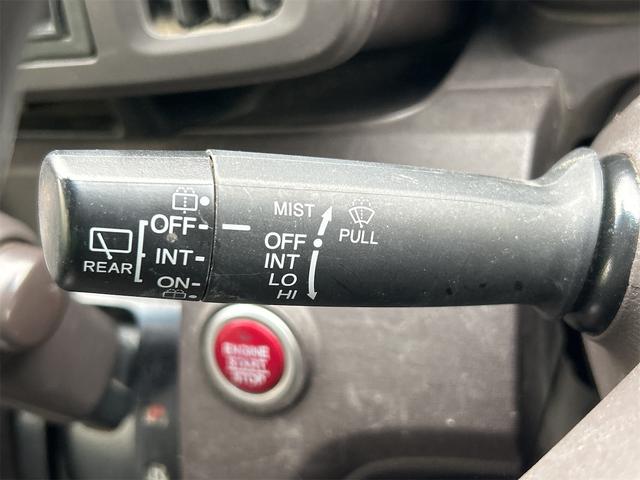 OFF
INT
ON
REAR
MIST
OFF
INT
LO
HI
PULL
ENGINE
START
STOP